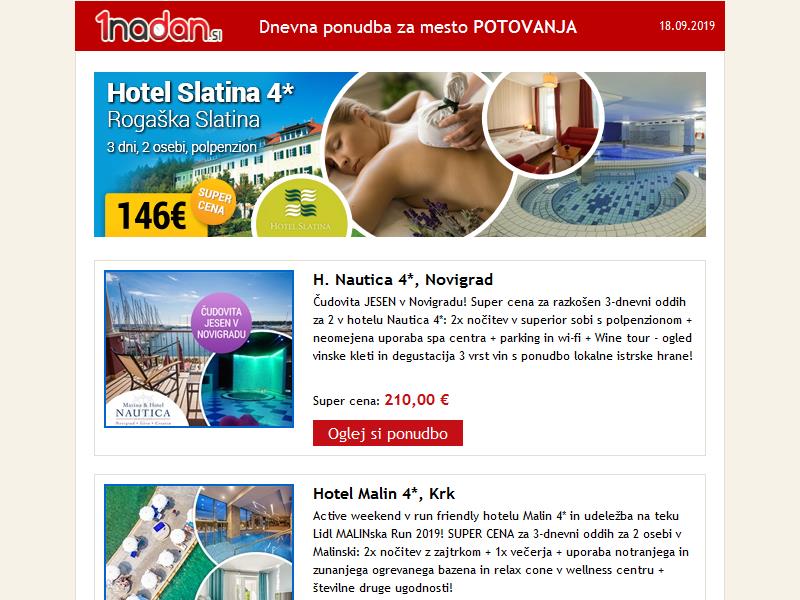 1nadan.si
Dnevna ponudba za mesto POTOVANJA
18.09.2019
Hotel Slatina 4*
Rogaška Slatina
3 dni, 2 osebi, polpenzion
146€
SUPER
CENA
HOTEL SLATINA
ČUDOVITA
JESEN V
NOVIGRADU
Marina & Hotel
NAUTICA
H. Nautica 4*, Novigrad
Čudovita JESEN v Novigradu! Super cena za razkošen 3-dnevni oddih
za 2 v hotelu Nautica 4*: 2x nočitev v superior sobi s polpenzionom +
neomejena uporaba spa centra + parking in wi-fi + Wine tour - ogled
vinske kleti in degustacija 3 vrst vin s ponudbo lokalne istrske hrane!
Super cena: 210,00 €
Oglej si ponudbo
Hotel Malin 4*, Krk
Active weekend v run friendly hotelu Malin 4* in udeležba na teku
Lidl MALINska Run 2019! SUPER CENA za 3-dnevni oddih za 2 osebi v
Malinski: 2x nočitev z zajtrkom + 1x večerja + uporaba notranjega in
zunanjega ogrevanega bazena in relax cone v wellness centru +
številne druge ugodnosti!